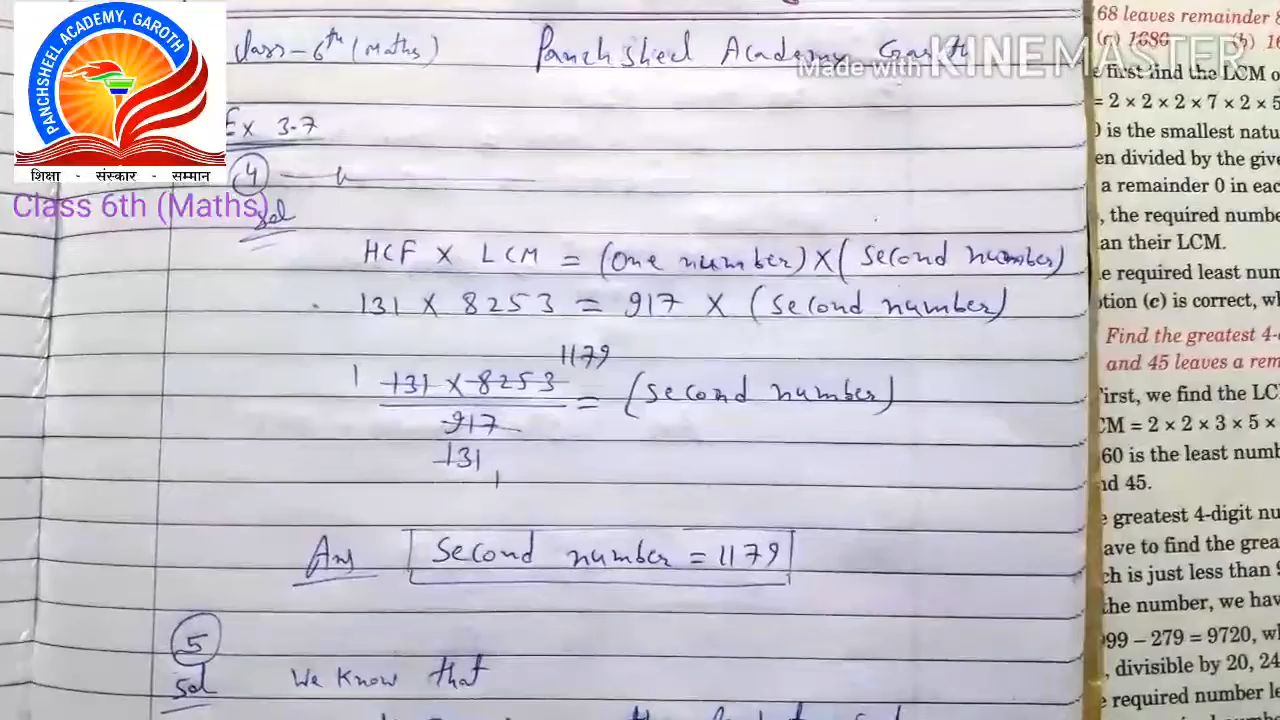 PANCHSHEEL ACADEMY, GAROTH
शिक्षा - संस्कार - सम्मान
Class 6th (Maths)
Class - 6th (Maths) Panchsheel Academy Garoth
Made with KINEMASTER
Ex 3.7
4
Sol
HCF × LCM = (One number) × (Second number)
131 × 8253 = 917 × (Second number)
1179
1 131 × 8253 = (Second number)
917
131
1
Ans Second number = 1179
5
Sol We know that
68 leaves remainder
(c) 1686 (b)
first find the LCM o
= 2 × 2 × 2 × 7 × 2 × 5
0 is the smallest natu
en divided by the give
a remainder 0 in eac
, the required numbe
an their LCM.
e required least num
tion (c) is correct, wh
Find the greatest 4-
and 45 leaves a rem
First, we find the LC
CM = 2 × 2 × 3 × 5 ×
60 is the least numb
nd 45.
e greatest 4-digit nu
ave to find the grea
ch is just less than 9
the number, we hav
999 – 279 = 9720, wh
, divisible by 20, 24
e required number le